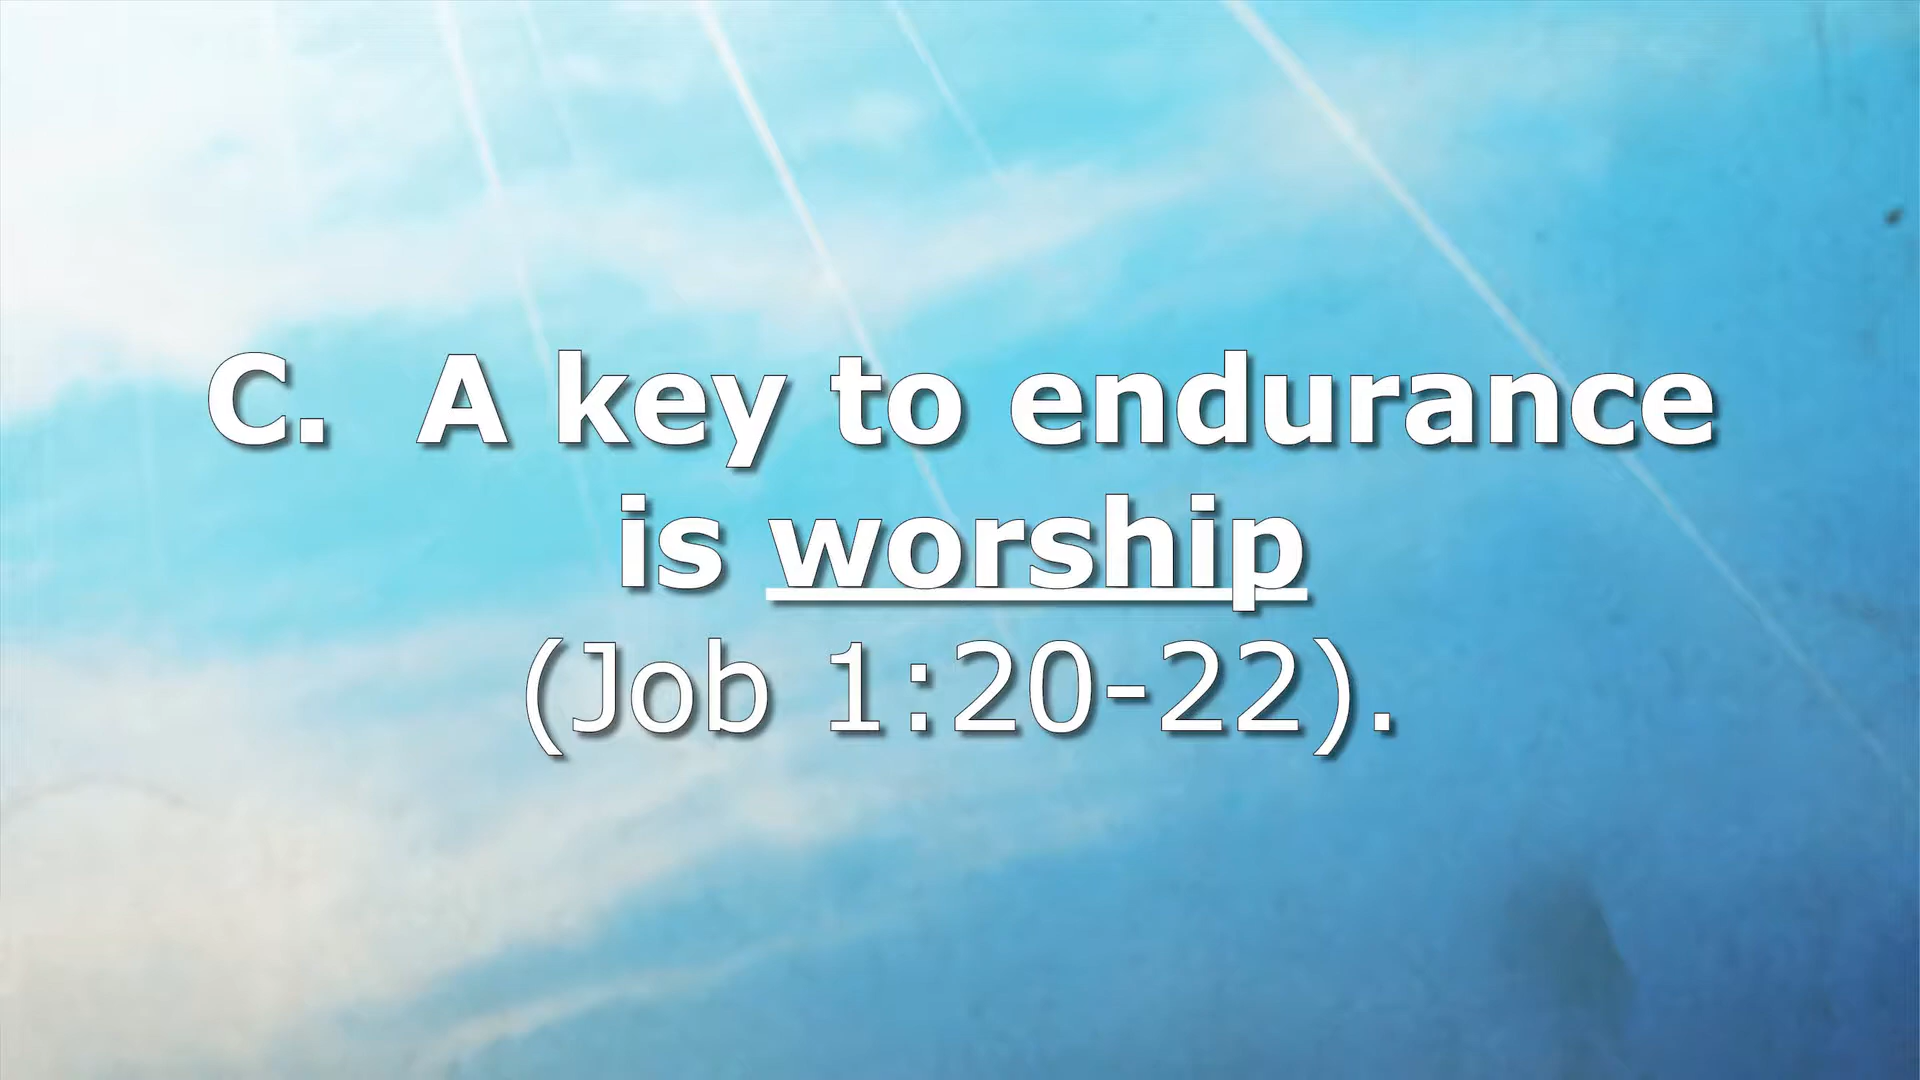 C.  A key to endurance
is worship
(Job 1:20-22).